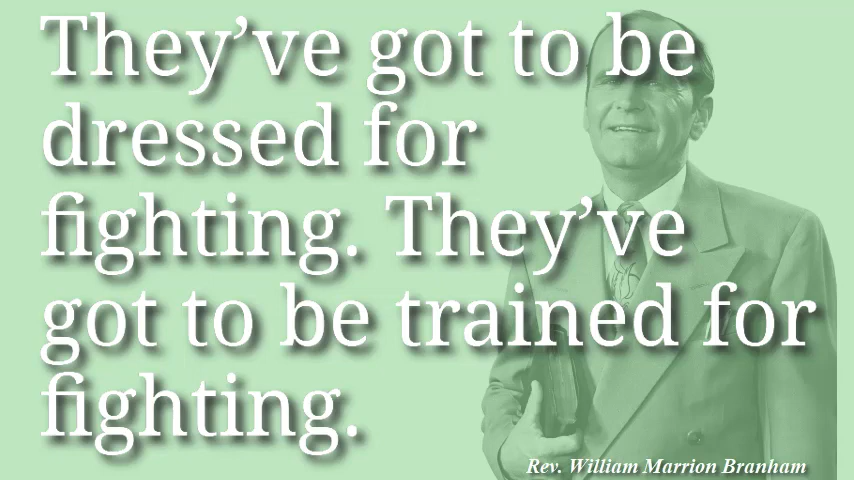 They’ve got to be
dressed for
fighting. They’ve
got to be trained for
fighting.
Rev. William Marrion Branham